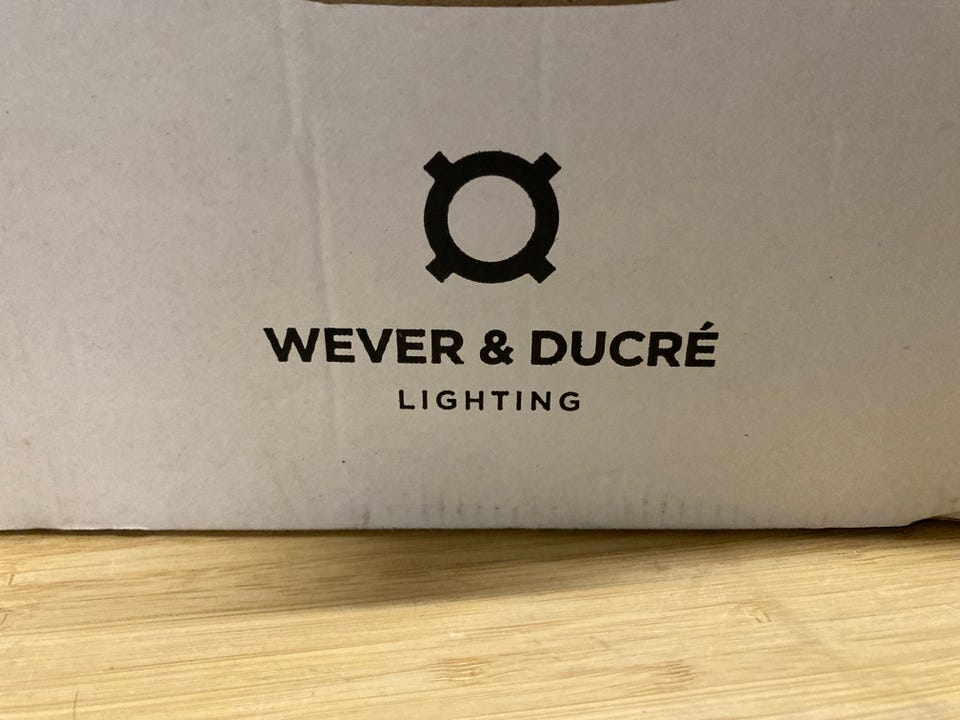 WEVER & DUCRÉ
LIGHTING